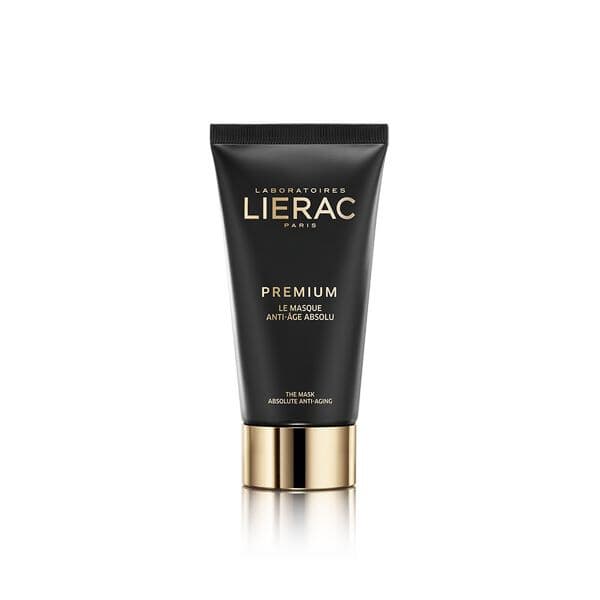 LABORATOIRES
LIERAC
PARIS
PREMIUM
LE MASQUE
ANTI-ÂGE ABSOLU
THE MASK
ABSOLUTE ANTI-AGING